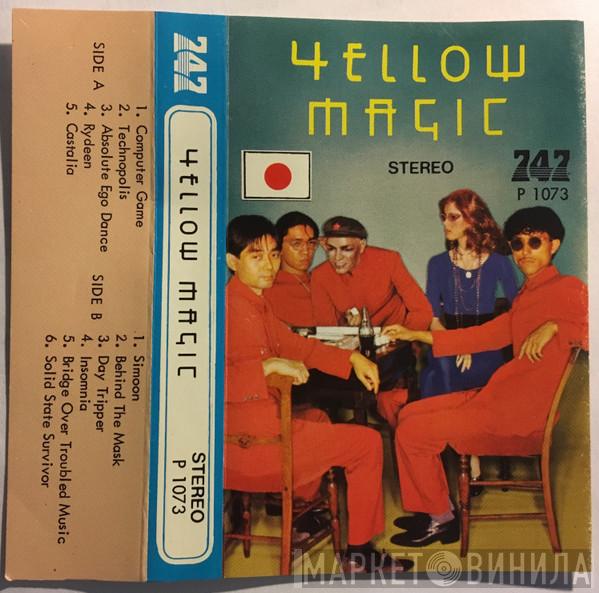 242
SIDE A
1. Computer Game
2. Technopolis
3. Absolute Ego Dance
4. Rydeen
5. Castalia
SIDE B
1. Simoon
2. Behind The Mask
3. Day Tripper
4. Insomnia
5. Bridge Over Troubled Music
6. Solid State Survivor
YELLOW MAGIC
STEREO
P 1073
YELLOW
MAGIC
STEREO
242
P 1073
МАРКЕТ ВИНИЛА